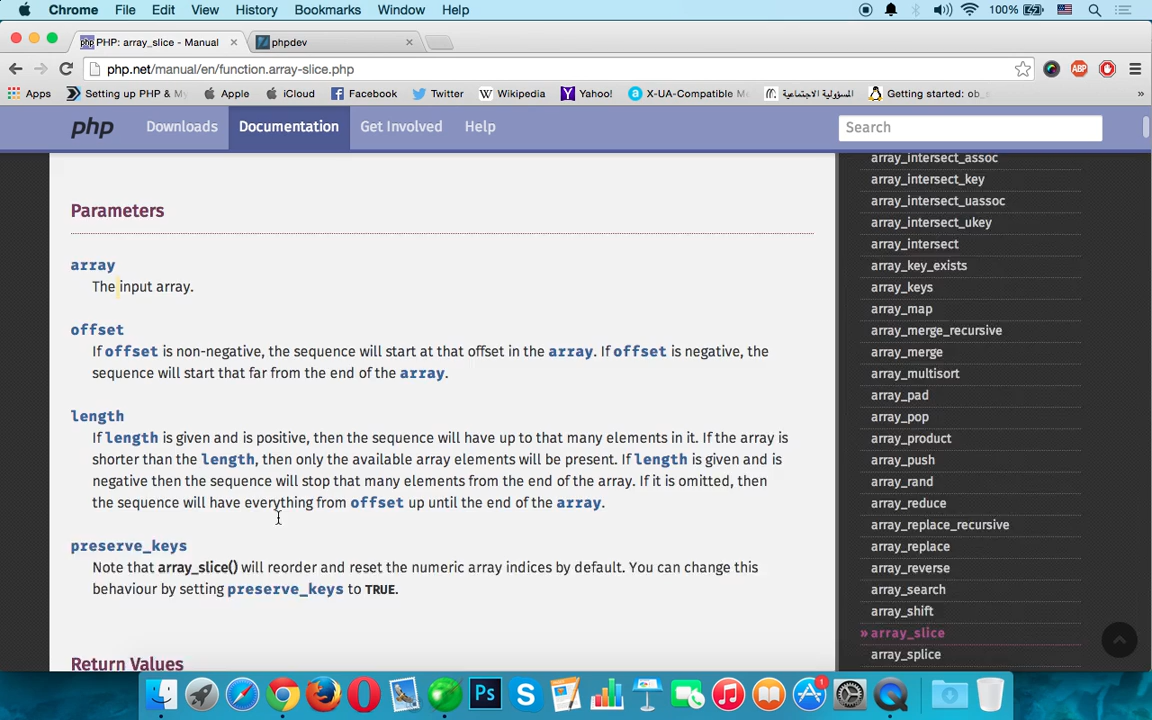 Chrome File Edit View History Bookmarks Window Help 100%
PHP: array_slice - Manual phpdev
php.net/manual/en/function.array-slice.php
Apps Setting up PHP & My Apple iCloud Facebook Twitter Wikipedia Yahoo! X-UA-Compatible M المسؤولية الاجتماعية Getting started: ob_s »
php Downloads Documentation Get Involved Help Search
Parameters
array
The input array.
offset
If offset is non-negative, the sequence will start at that offset in the array. If offset is negative, the
sequence will start that far from the end of the array.
length
If length is given and is positive, then the sequence will have up to that many elements in it. If the array is
shorter than the length, then only the available array elements will be present. If length is given and is
negative then the sequence will stop that many elements from the end of the array. If it is omitted, then
the sequence will have everything from offset up until the end of the array.
preserve_keys
Note that array_slice() will reorder and reset the numeric array indices by default. You can change this
behaviour by setting preserve_keys to TRUE.
Return Values
array_intersect_assoc
array_intersect_key
array_intersect_uassoc
array_intersect_ukey
array_intersect
array_key_exists
array_keys
array_map
array_merge_recursive
array_merge
array_multisort
array_pad
array_pop
array_product
array_push
array_rand
array_reduce
array_replace_recursive
array_replace
array_reverse
array_search
array_shift
» array_slice
array_splice
Ps
1